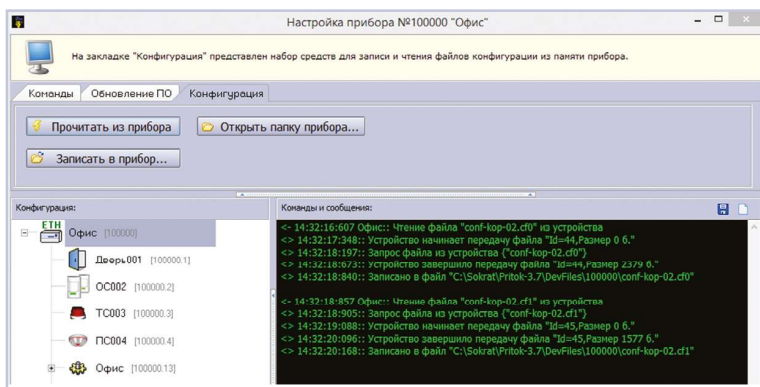 Настройка прибора №100000 "Офис"
На закладке "Конфигурация" представлен набор средств для записи и чтения файлов конфигурации из памяти прибора.
Команды Обновление ПО Конфигурация
Прочитать из прибора Открыть папку прибора...
Записать в прибор...
Конфигурация:
ETH Офис [100000]
Дверь001 [100000.1]
ОС002 [100000.2]
ТС003 [100000.3]
ПС004 [100000.4]
Офис [100000.13]
Команды и сообщения:
<- 14:32:16:607 Офис:: Чтение файла "conf-kop-02.cf0" из устройства
<> 14:32:17:348:: Устройство начинает передачу файла "Id=44,Размер 0 б."
<> 14:32:18:197:: Запрос файла из устройства {"conf-kop-02.cf0"}
<> 14:32:18:673:: Устройство завершило передачу файла "Id=44,Размер 2379 б."
<> 14:32:18:840:: Записано в файл "C:\Sokrat\Pritok-3.7\DevFiles\100000\conf-kop-02.cf0"
<- 14:32:18:857 Офис:: Чтение файла "conf-kop-02.cf1" из устройства
<> 14:32:18:905:: Запрос файла из устройства {"conf-kop-02.cf1"}
<> 14:32:19:088:: Устройство начинает передачу файла "Id=45,Размер 0 б."
<> 14:32:20:096:: Устройство завершило передачу файла "Id=45,Размер 1577 б."
<> 14:32:20:168:: Записано в файл "C:\Sokrat\Pritok-3.7\DevFiles\100000\conf-kop-02.cf1"